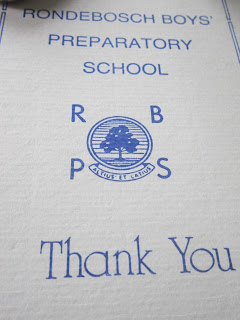 RONDEBOSCH BOYS'
PREPARATORY
SCHOOL
R B
ALTIUS ET LATIUS
P S
Thank You